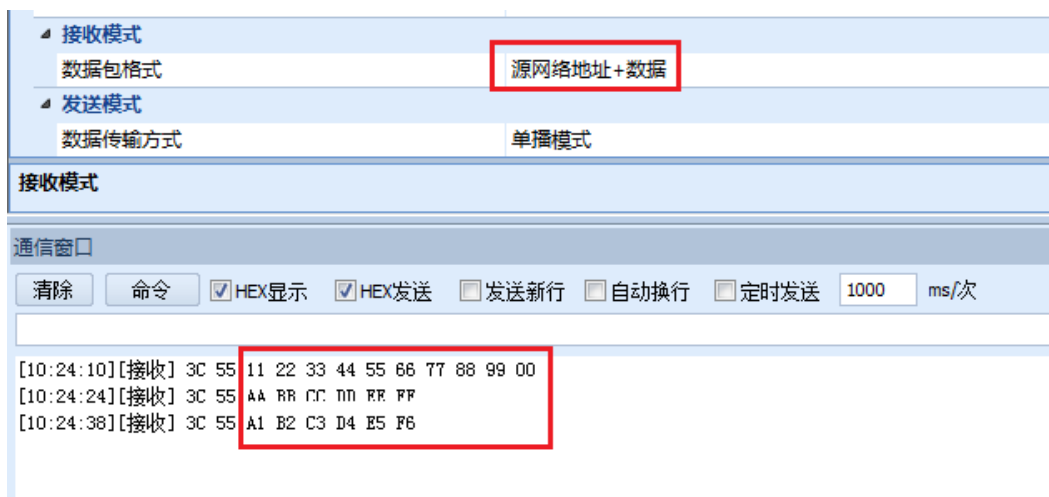 接收模式
数据包格式 源网络地址+数据
发送模式
数据传输方式 单播模式
接收模式
通信窗口
清除 命令 HEX显示 HEX发送 发送新行 自动换行 定时发送 1000 ms/次
[10:24:10][接收] 3C 55 11 22 33 44 55 66 77 88 99 00
[10:24:24][接收] 3C 55 AA BB CC DD EE FF
[10:24:38][接收] 3C 55 A1 B2 C3 D4 E5 F6